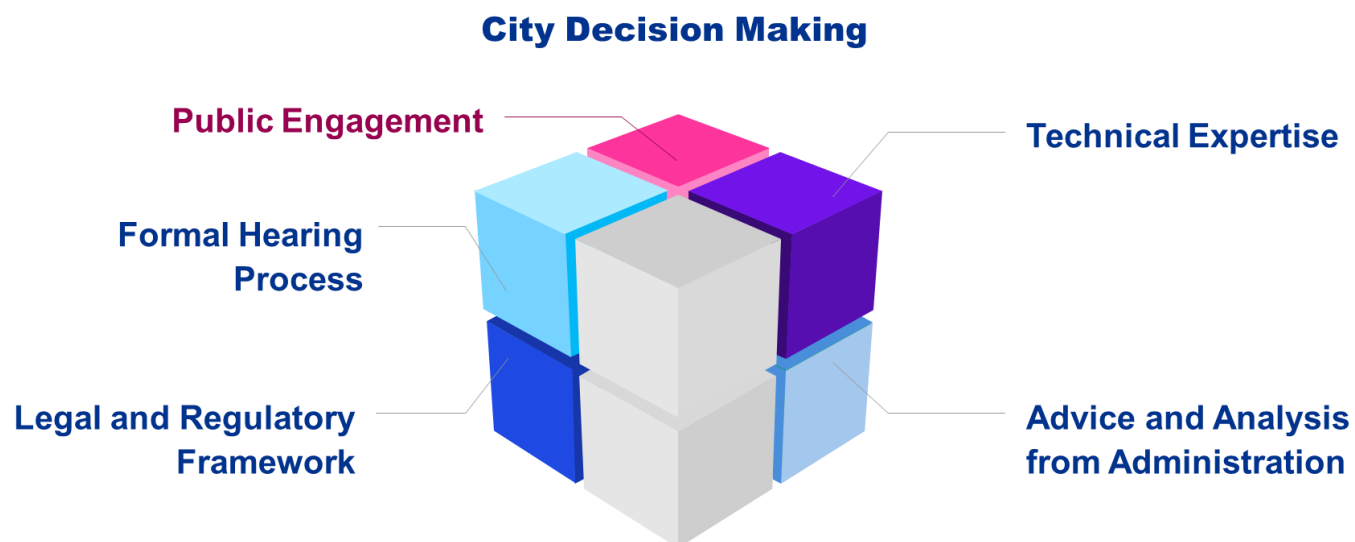 City Decision Making
Public Engagement
Technical Expertise
Formal Hearing
Process
Legal and Regulatory
Framework
Advice and Analysis
from Administration